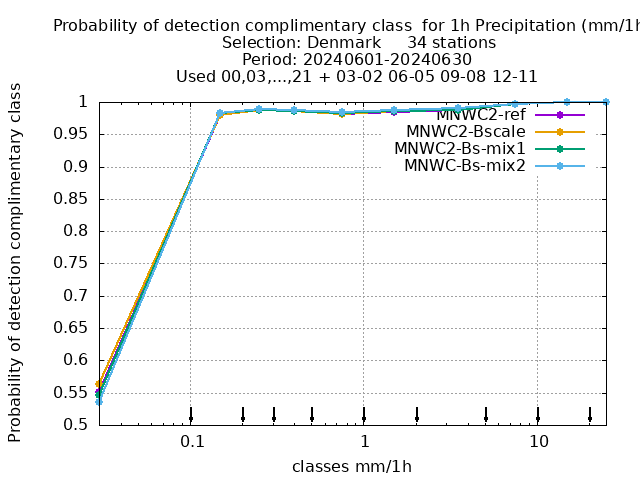 Probability of detection complimentary class  for 1h Precipitation (mm/1h
Selection: Denmark     34 stations
Period: 20240601-20240630
Used 00,03,...,21 + 03-02 06-05 09-08 12-11
Probability of detection complimentary class
1
0.95
0.9
0.85
0.8
0.75
0.7
0.65
0.6
0.55
0.5
MNWC2-ref
MNWC2-Bscale
MNWC2-Bs-mix1
MNWC-Bs-mix2
0.1
1
10
classes mm/1h